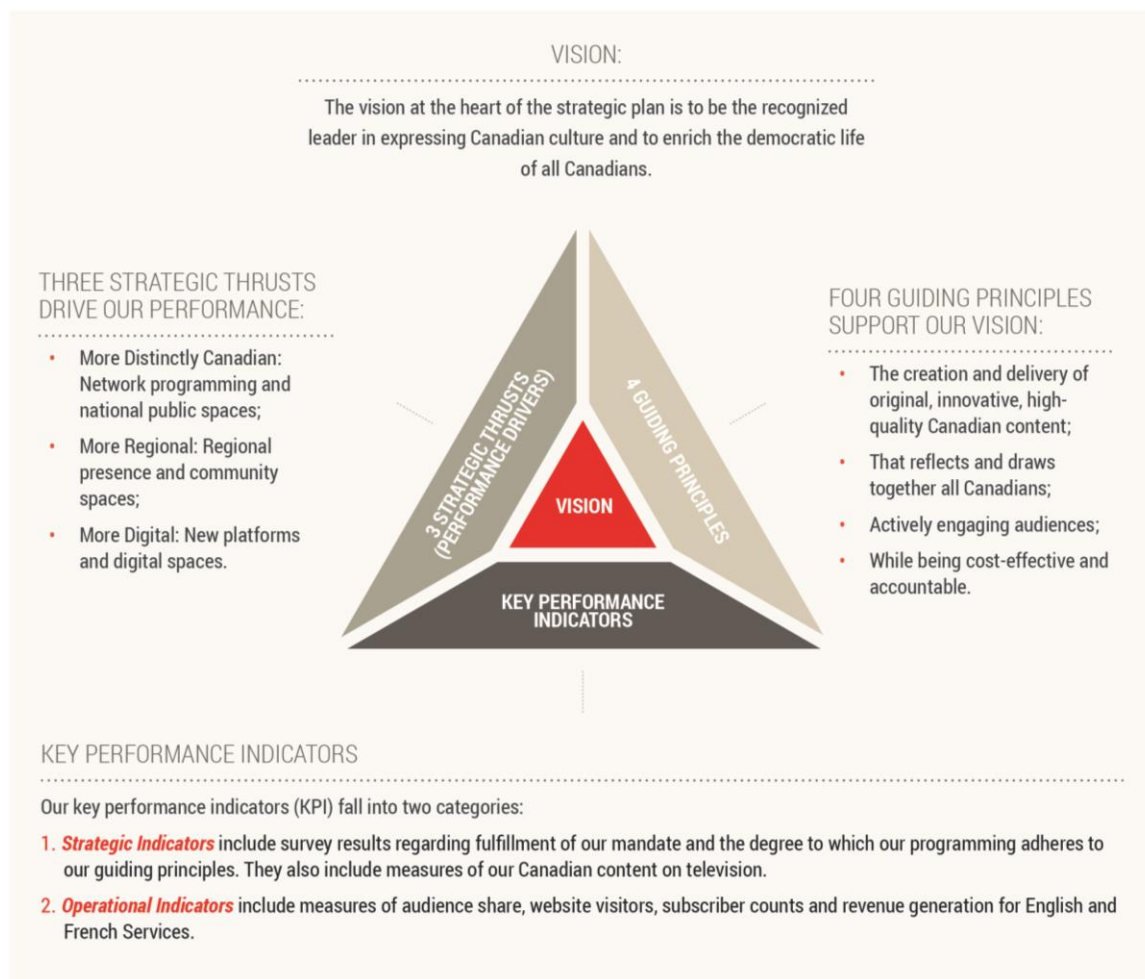 VISION:
The vision at the heart of the strategic plan is to be the recognized
leader in expressing Canadian culture and to enrich the democratic life
of all Canadians.
THREE STRATEGIC THRUSTS
DRIVE OUR PERFORMANCE:
• More Distinctly Canadian:
Network programming and
national public spaces;
• More Regional: Regional
presence and community
spaces;
• More Digital: New platforms
and digital spaces.
3 STRATEGIC THRUSTS
(PERFORMANCE DRIVERS)
4 GUIDING PRINCIPLES
VISION
KEY PERFORMANCE
INDICATORS
FOUR GUIDING PRINCIPLES
SUPPORT OUR VISION:
• The creation and delivery of
original, innovative, high-
quality Canadian content;
• That reflects and draws
together all Canadians;
• Actively engaging audiences;
• While being cost-effective and
accountable.
KEY PERFORMANCE INDICATORS
Our key performance indicators (KPI) fall into two categories:
1. Strategic Indicators include survey results regarding fulfillment of our mandate and the degree to which our programming adheres to
our guiding principles. They also include measures of our Canadian content on television.
2. Operational Indicators include measures of audience share, website visitors, subscriber counts and revenue generation for English and
French Services.